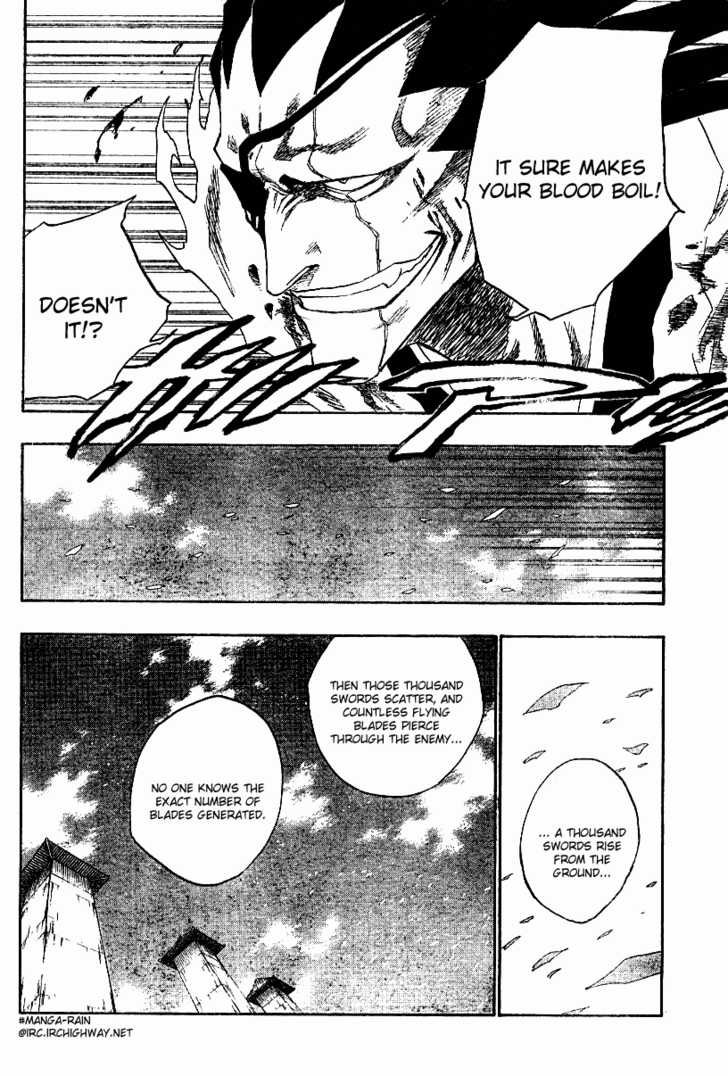 IT SURE MAKES
YOUR BLOOD BOIL!
DOESN'T
IT!?
... A THOUSAND
SWORDS RISE
FROM THE
GROUND...
THEN THOSE THOUSAND
SWORDS SCATTER, AND
COUNTLESS FLYING
BLADES PIERCE
THROUGH THE ENEMY...
NO ONE KNOWS THE
EXACT NUMBER OF
BLADES GENERATED.
#MANGA-RAIN
@IRC.IRCHIGHWAY.NET